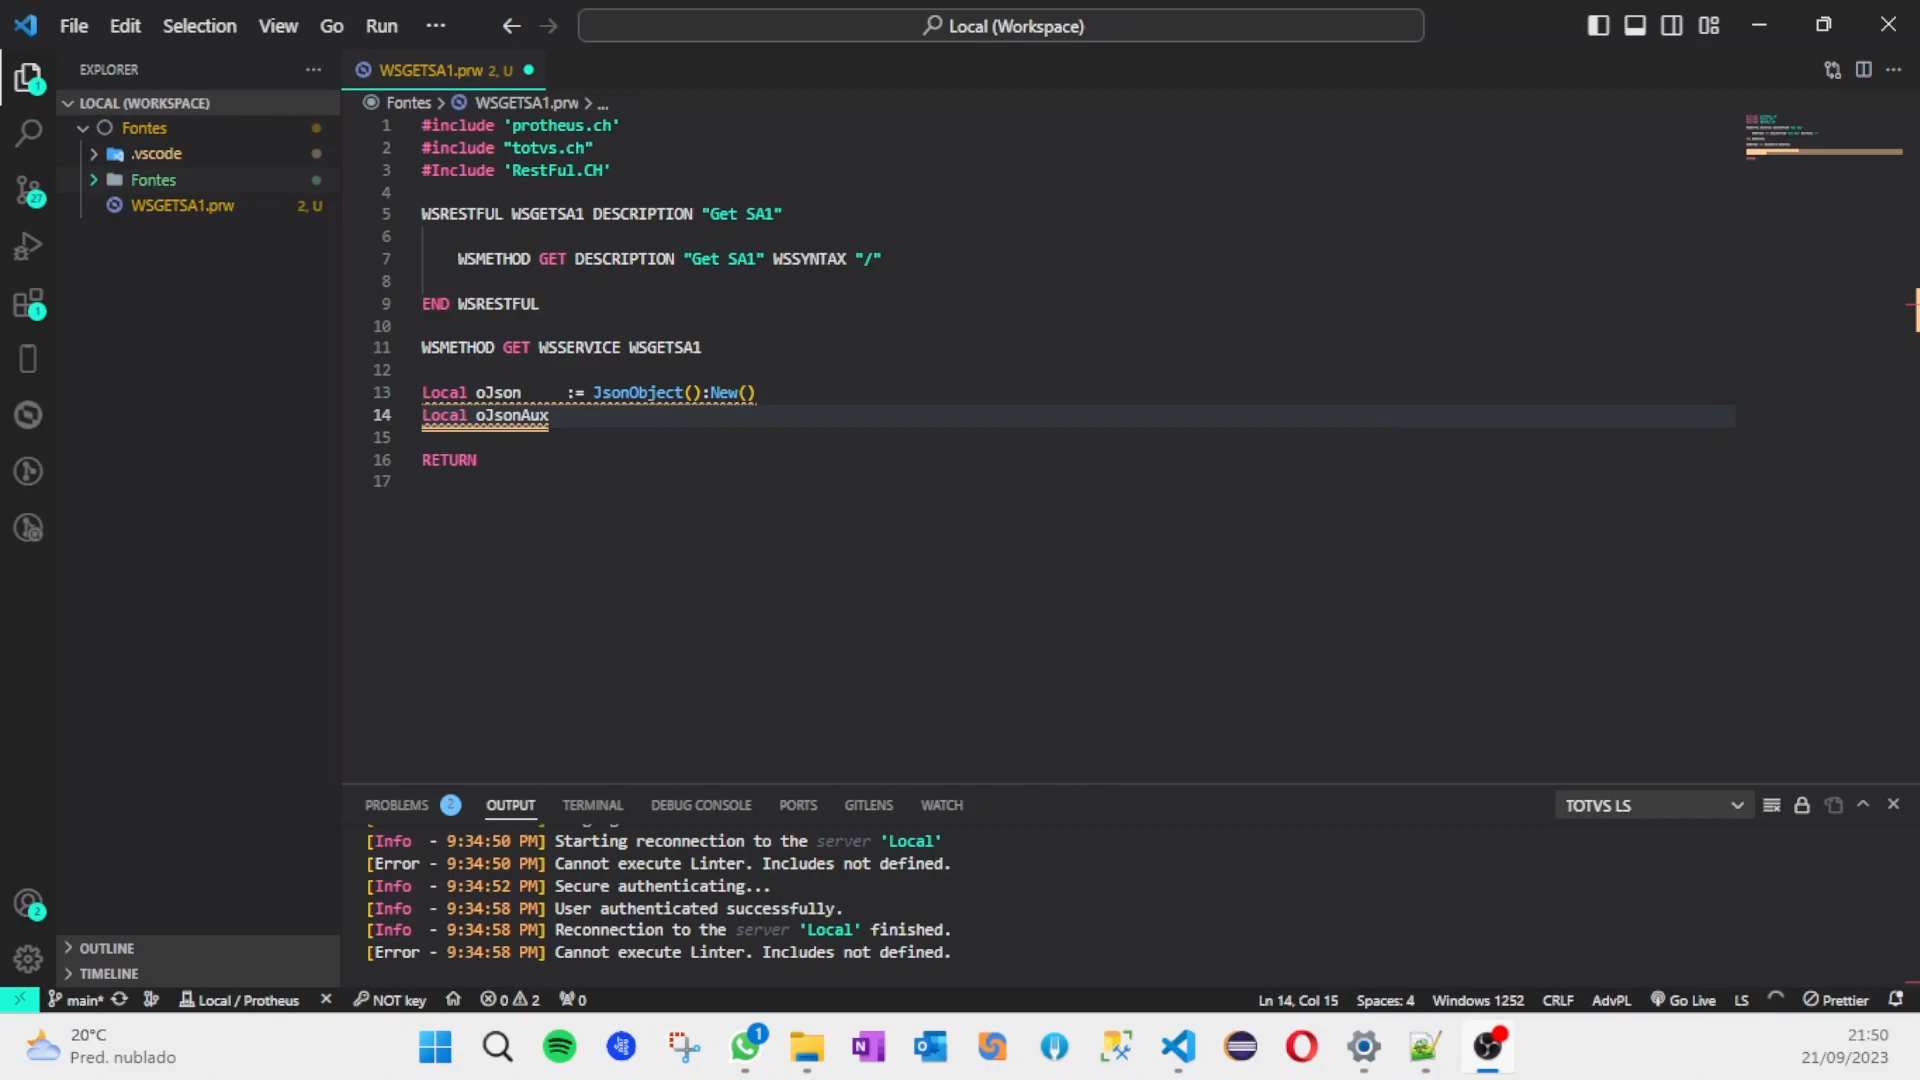 File Edit Selection View Go Run ··· Local (Workspace)
EXPLORER ···
LOCAL (WORKSPACE)
Fontes
.vscode
Fontes
WSGETSA1.prw 2, U
1
27
1
2
WSGETSA1.prw 2, U
Fontes > WSGETSA1.prw > ...
1 #include 'protheus.ch'
2 #include "totvs.ch"
3 #Include 'RestFul.CH'
4
5 WSRESTFUL WSGETSA1 DESCRIPTION "Get SA1"
6
7 WSMETHOD GET DESCRIPTION "Get SA1" WSSYNTAX "/"
8
9 END WSRESTFUL
10
11 WSMETHOD GET WSSERVICE WSGETSA1
12
13 Local oJson := JsonObject():New()
14 Local oJsonAux
15
16 RETURN
17
OUTLINE
TIMELINE
PROBLEMS 2 OUTPUT TERMINAL DEBUG CONSOLE PORTS GITLENS WATCH TOTVS LS
[Info - 9:34:50 PM] Starting reconnection to the server 'Local'
[Error - 9:34:50 PM] Cannot execute Linter. Includes not defined.
[Info - 9:34:52 PM] Secure authenticating...
[Info - 9:34:58 PM] User authenticated successfully.
[Info - 9:34:58 PM] Reconnection to the server 'Local' finished.
[Error - 9:34:58 PM] Cannot execute Linter. Includes not defined.
main* Local / Protheus NOT key 0 2 0 Ln 14, Col 15 Spaces: 4 Windows 1252 CRLF AdvPL Go Live LS Prettier
20°C
Pred. nublado
1
21:50
21/09/2023